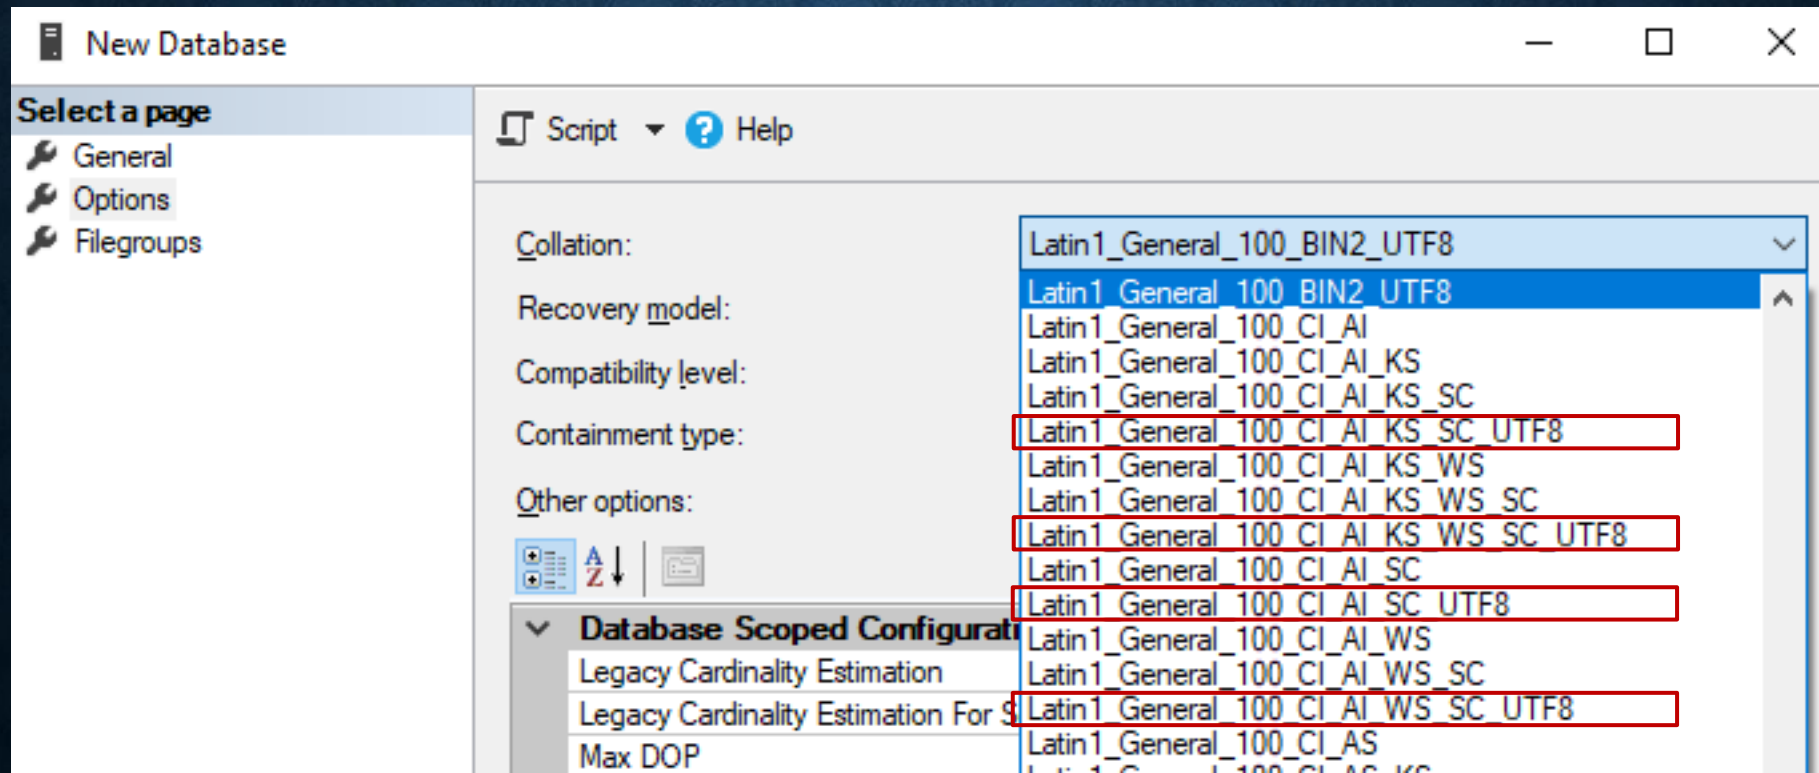 New Database
Select a page
General
Options
Filegroups
Script Help
Collation: Latin1_General_100_BIN2_UTF8
Recovery model:
Compatibility level:
Containment type:
Other options:
Latin1_General_100_BIN2_UTF8
Latin1_General_100_CI_AI
Latin1_General_100_CI_AI_KS
Latin1_General_100_CI_AI_KS_SC
Latin1_General_100_CI_AI_KS_SC_UTF8
Latin1_General_100_CI_AI_KS_WS
Latin1_General_100_CI_AI_KS_WS_SC
Latin1_General_100_CI_AI_KS_WS_SC_UTF8
Latin1_General_100_CI_AI_SC
Latin1_General_100_CI_AI_SC_UTF8
Latin1_General_100_CI_AI_WS
Latin1_General_100_CI_AI_WS_SC
Latin1_General_100_CI_AI_WS_SC_UTF8
Latin1_General_100_CI_AS
A
Z
Database Scoped Configurati
Legacy Cardinality Estimation
Legacy Cardinality Estimation For S
Max DOP